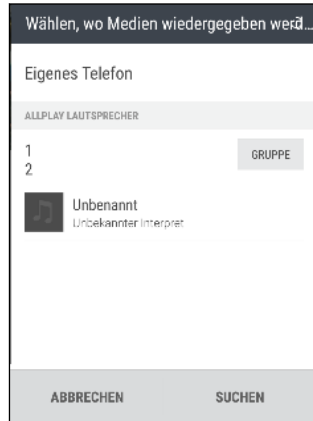 Wählen, wo Medien wiedergegeben werd...
Eigenes Telefon
ALLPLAY LAUTSPRECHER
1
2
GRUPPE
Unbenannt
Unbekannter Interpret
ABBRECHEN
SUCHEN